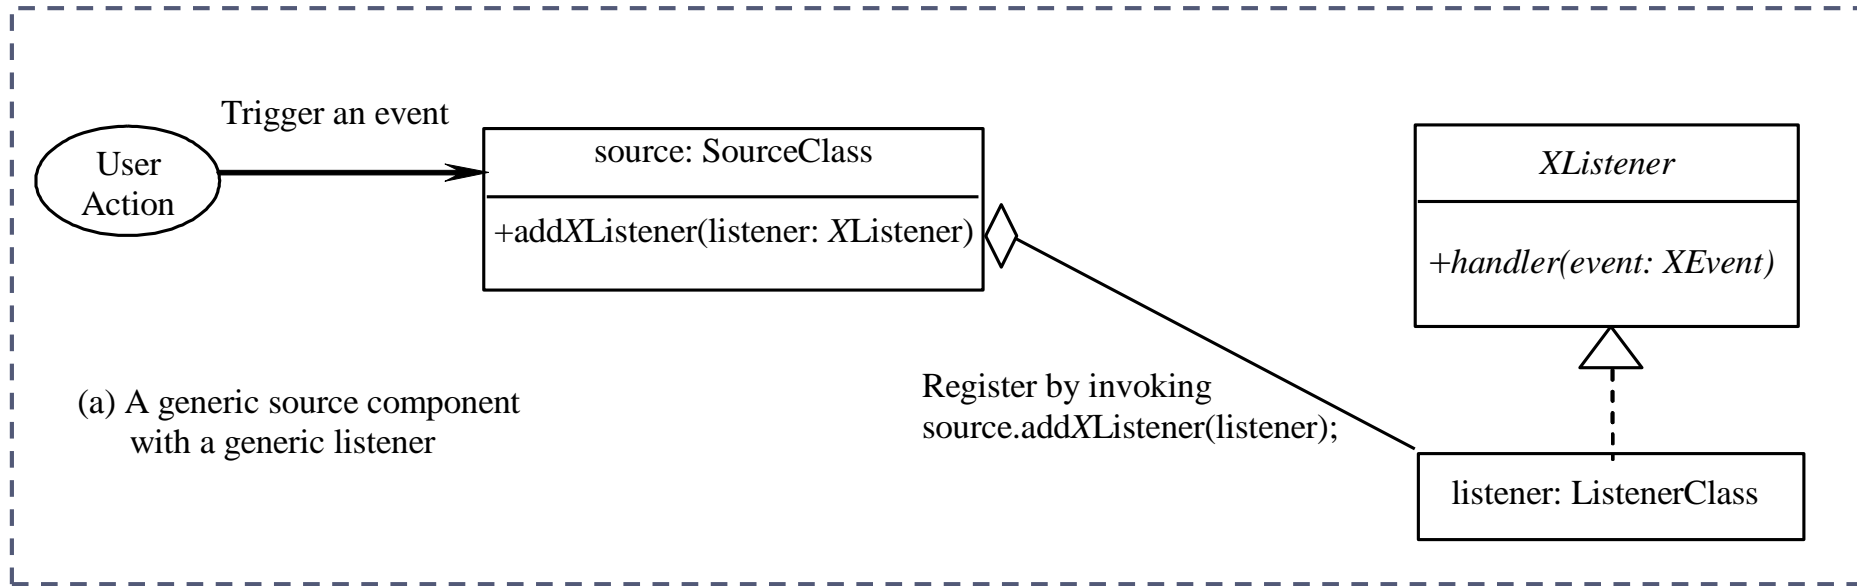 Trigger an event
User
Action
source: SourceClass
+addXListener(listener: XListener)
XListener
+handler(event: XEvent)
Register by invoking
source.addXListener(listener);
(a) A generic source component
with a generic listener
listener: ListenerClass